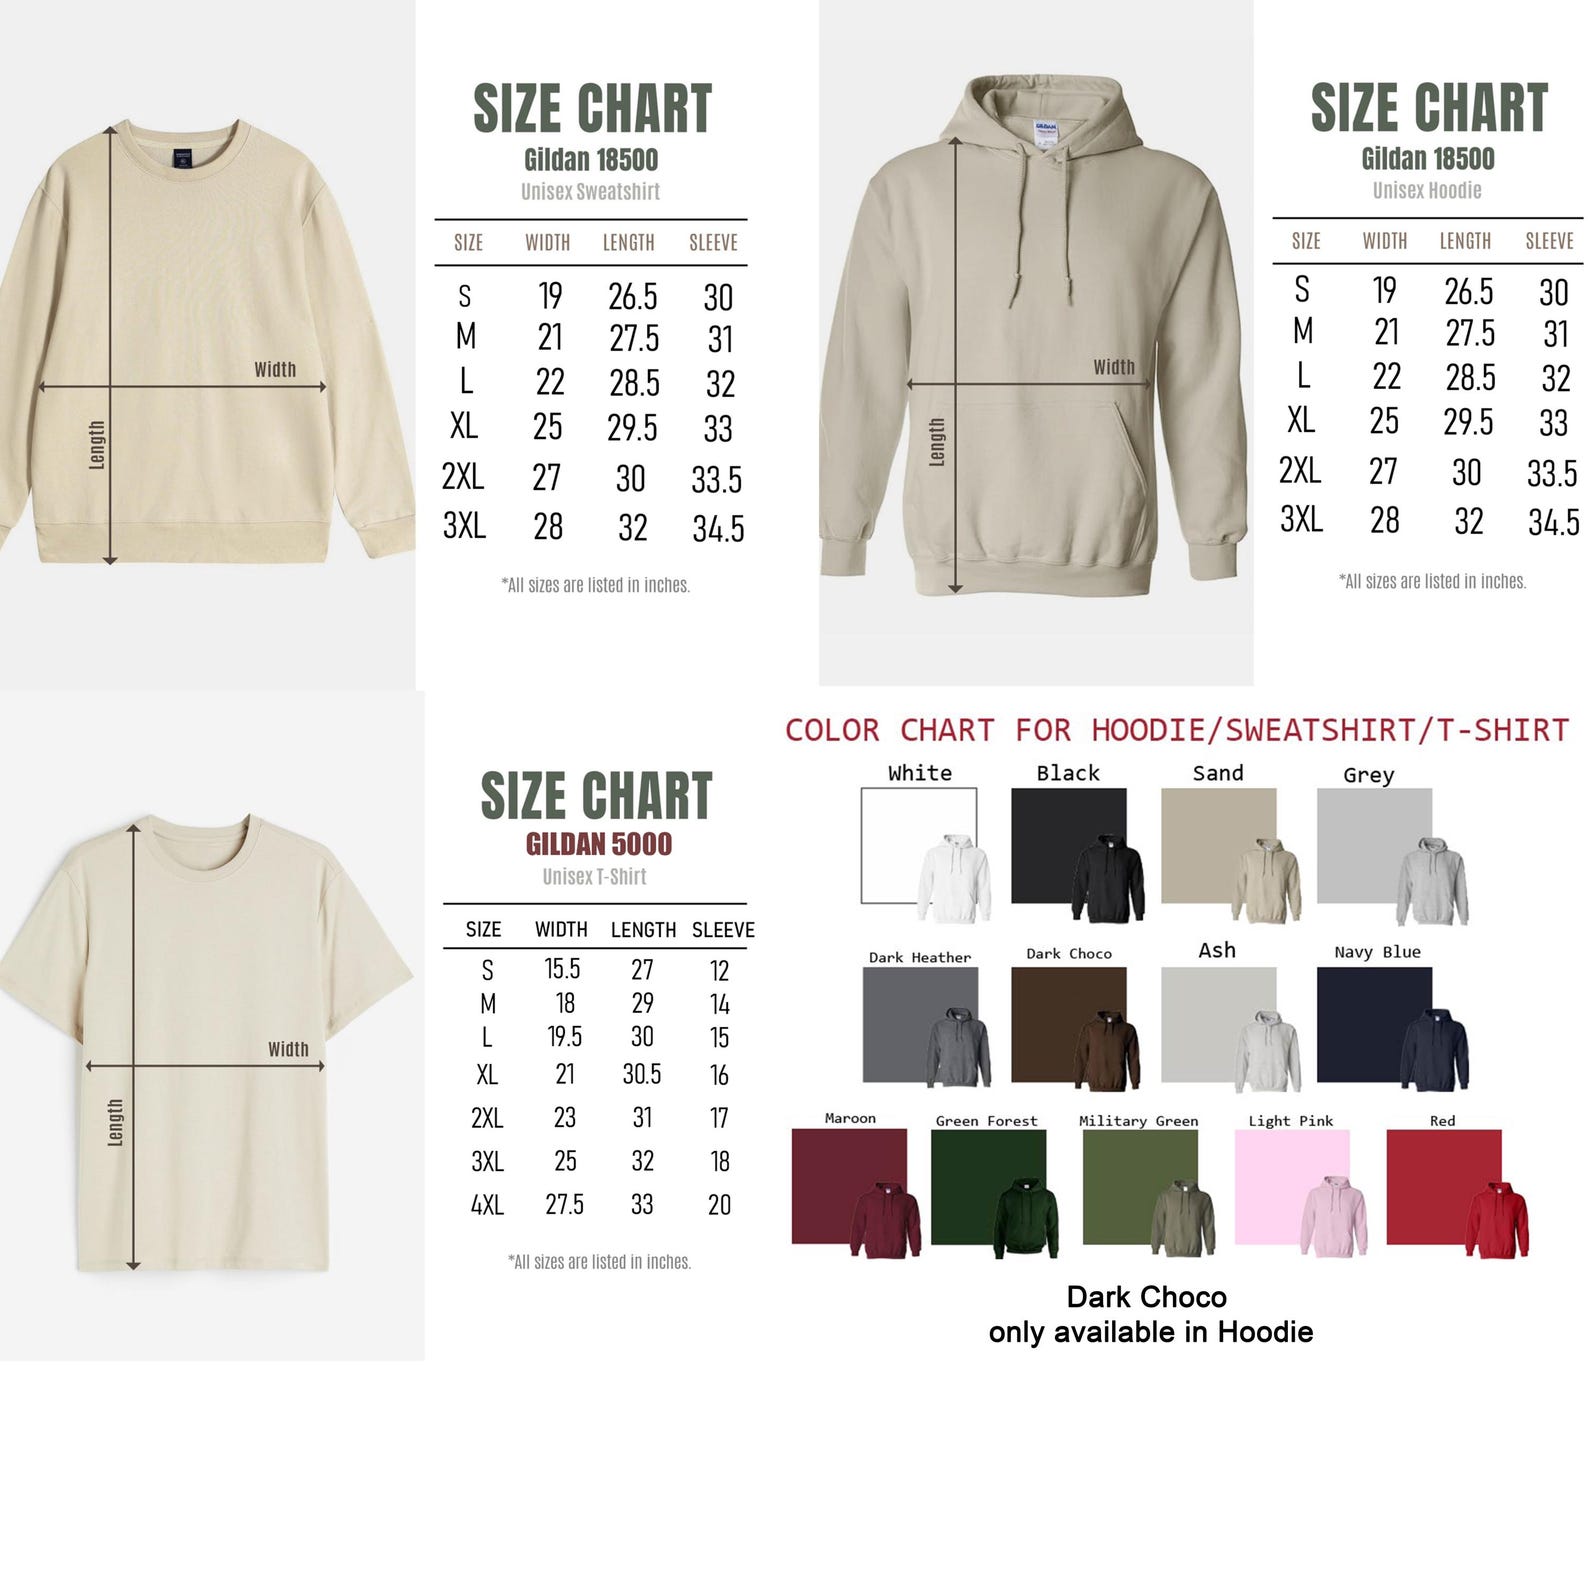 SIZE CHART
Gildan 18500
Unisex Sweatshirt
SIZE WIDTH LENGTH SLEEVE
S 19 26.5 30
M 21 27.5 31
L 22 28.5 32
XL 25 29.5 33
2XL 27 30 33.5
3XL 28 32 34.5
*All sizes are listed in inches.
Width
Length
SIZE CHART
Gildan 18500
Unisex Hoodie
SIZE WIDTH LENGTH SLEEVE
S 19 26.5 30
M 21 27.5 31
L 22 28.5 32
XL 25 29.5 33
2XL 27 30 33.5
3XL 28 32 34.5
*All sizes are listed in inches.
GILDAN
Width
Length
SIZE CHART
GILDAN 5000
Unisex T-Shirt
SIZE WIDTH LENGTH SLEEVE
S 15.5 27 12
M 18 29 14
L 19.5 30 15
XL 21 30.5 16
2XL 23 31 17
3XL 25 32 18
4XL 27.5 33 20
*All sizes are listed in inches.
Width
Length
COLOR CHART FOR HOODIE/SWEATSHIRT/T-SHIRT
White Black Sand Grey
Dark Heather Dark Choco Ash Navy Blue
Maroon Green Forest Military Green Light Pink Red
Dark Choco
only available in Hoodie